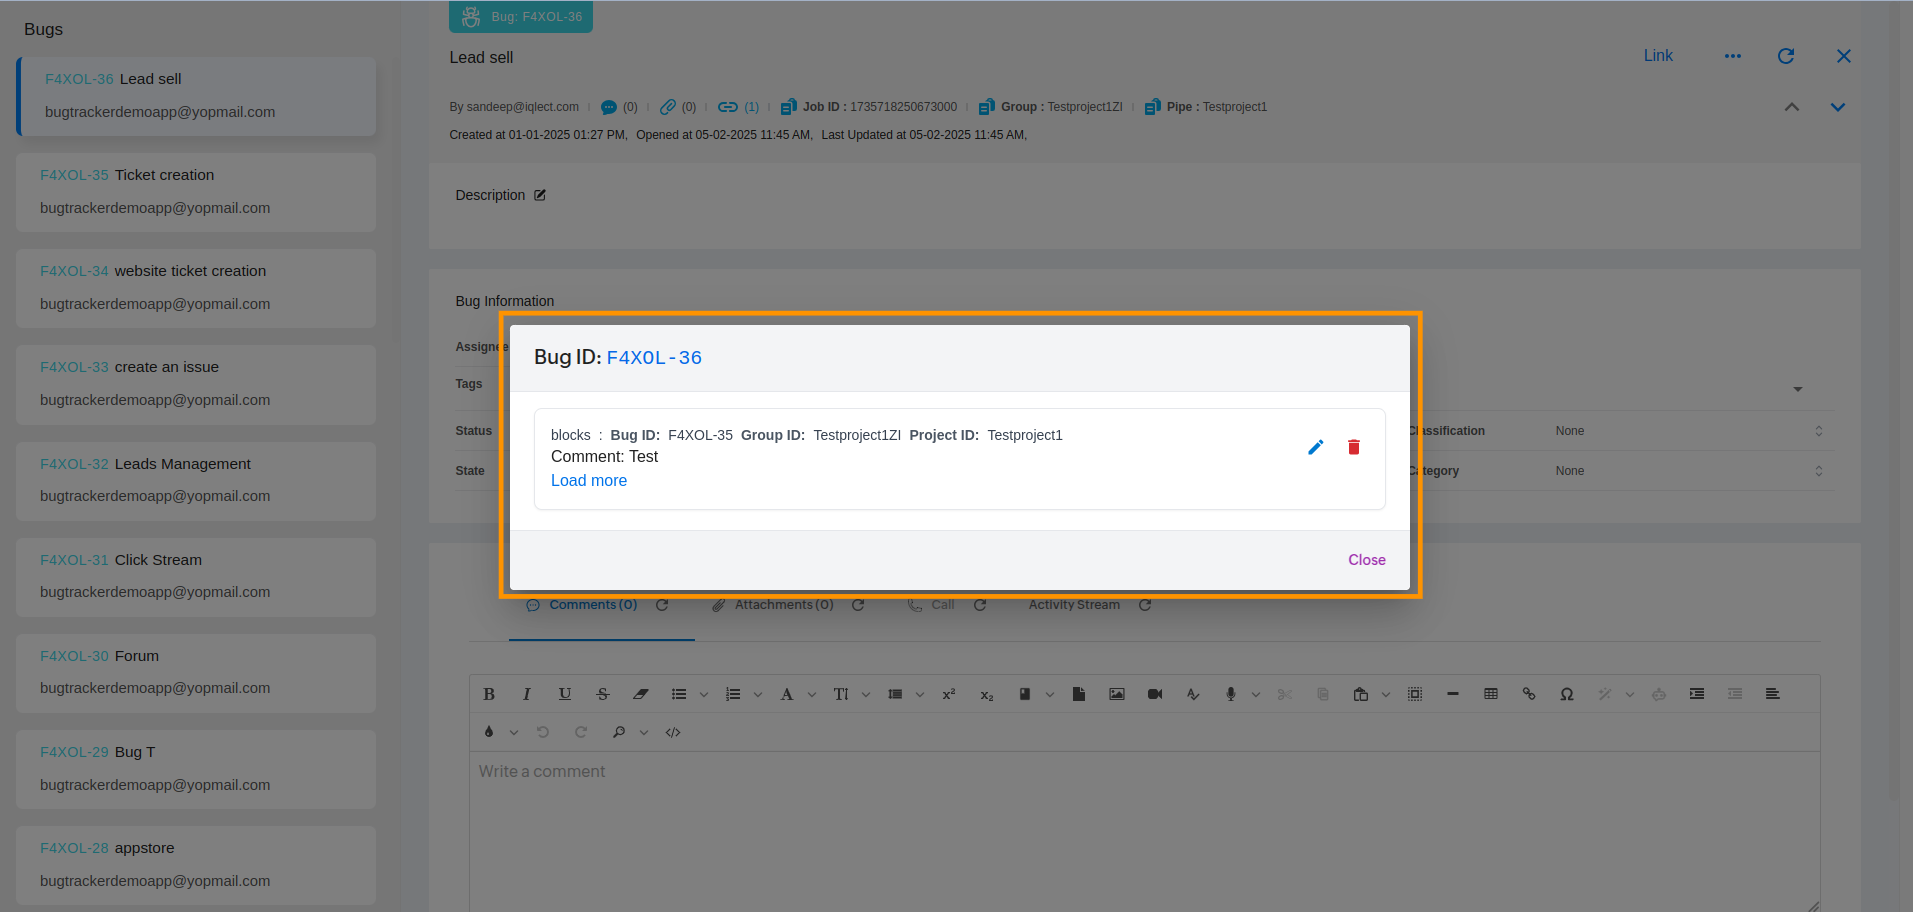 Bugs
F4XOL-36 Lead sell
bugtrackerdemoapp@yopmail.com
F4XOL-35 Ticket creation
bugtrackerdemoapp@yopmail.com
F4XOL-34 website ticket creation
bugtrackerdemoapp@yopmail.com
F4XOL-33 create an issue
bugtrackerdemoapp@yopmail.com
F4XOL-32 Leads Management
bugtrackerdemoapp@yopmail.com
F4XOL-31 Click Stream
bugtrackerdemoapp@yopmail.com
F4XOL-30 Forum
bugtrackerdemoapp@yopmail.com
F4XOL-29 Bug T
bugtrackerdemoapp@yopmail.com
F4XOL-28 appstore
bugtrackerdemoapp@yopmail.com
Bug: F4XOL-36
Lead sell
Link
By sandeep@iqlect.com (0) (0) (1) Job ID : 1735718250673000 Group : Testproject1ZI Pipe : Testproject1
Created at 01-01-2025 01:27 PM, Opened at 05-02-2025 11:45 AM, Last Updated at 05-02-2025 11:45 AM,
Description
Bug Information
Assignee
Tags
Status
Classification None
State
Category None
Bug ID: F4XOL-36
blocks : Bug ID: F4XOL-35 Group ID: Testproject1ZI Project ID: Testproject1
Comment: Test
Load more
Close
Comments (0) Attachments (0) Call Activity Stream
Write a comment